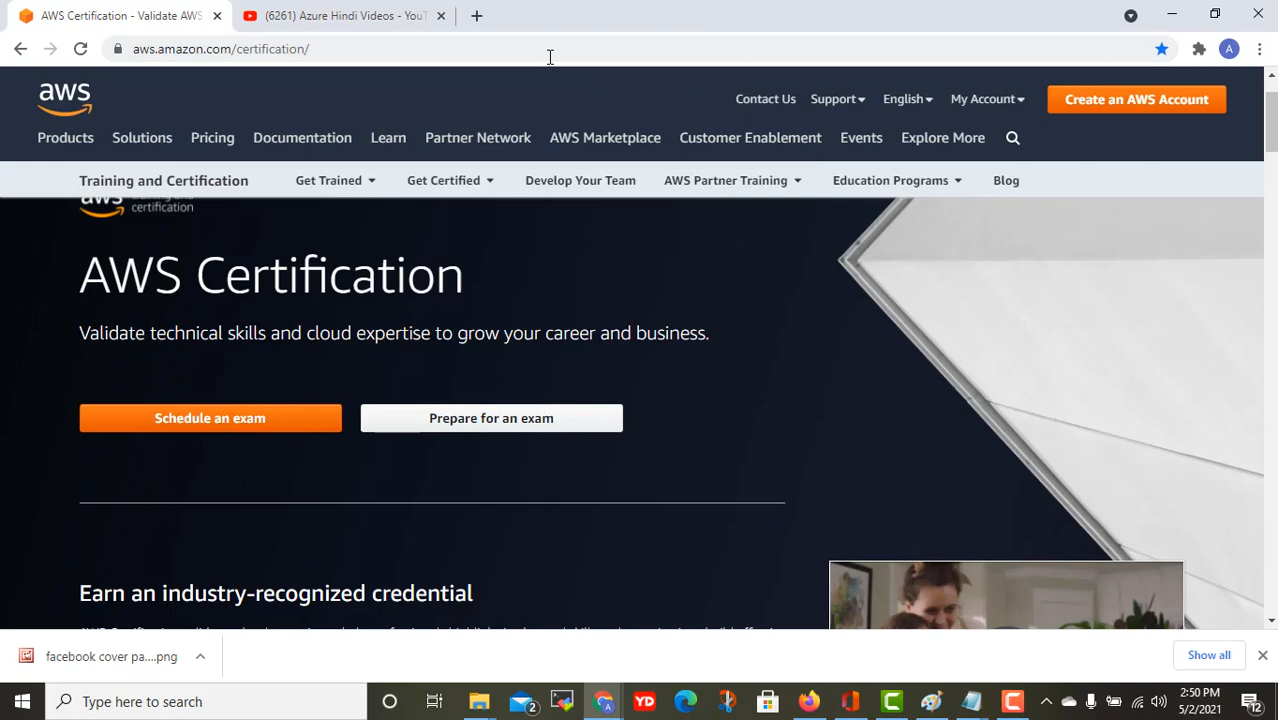 AWS Certification - Validate AWS
(6261) Azure Hindi Videos - YouT
aws.amazon.com/certification/
A
aws
Contact Us
Support
English
My Account
Create an AWS Account
Products
Solutions
Pricing
Documentation
Learn
Partner Network
AWS Marketplace
Customer Enablement
Events
Explore More
Training and Certification
Get Trained
Get Certified
Develop Your Team
AWS Partner Training
Education Programs
Blog
aws
certification
AWS Certification
Validate technical skills and cloud expertise to grow your career and business.
Schedule an exam
Prepare for an exam
Earn an industry-recognized credential
facebook cover pa....png
Show all
Type here to search
2
YD
A
C
C
2:50 PM
5/2/2021
12